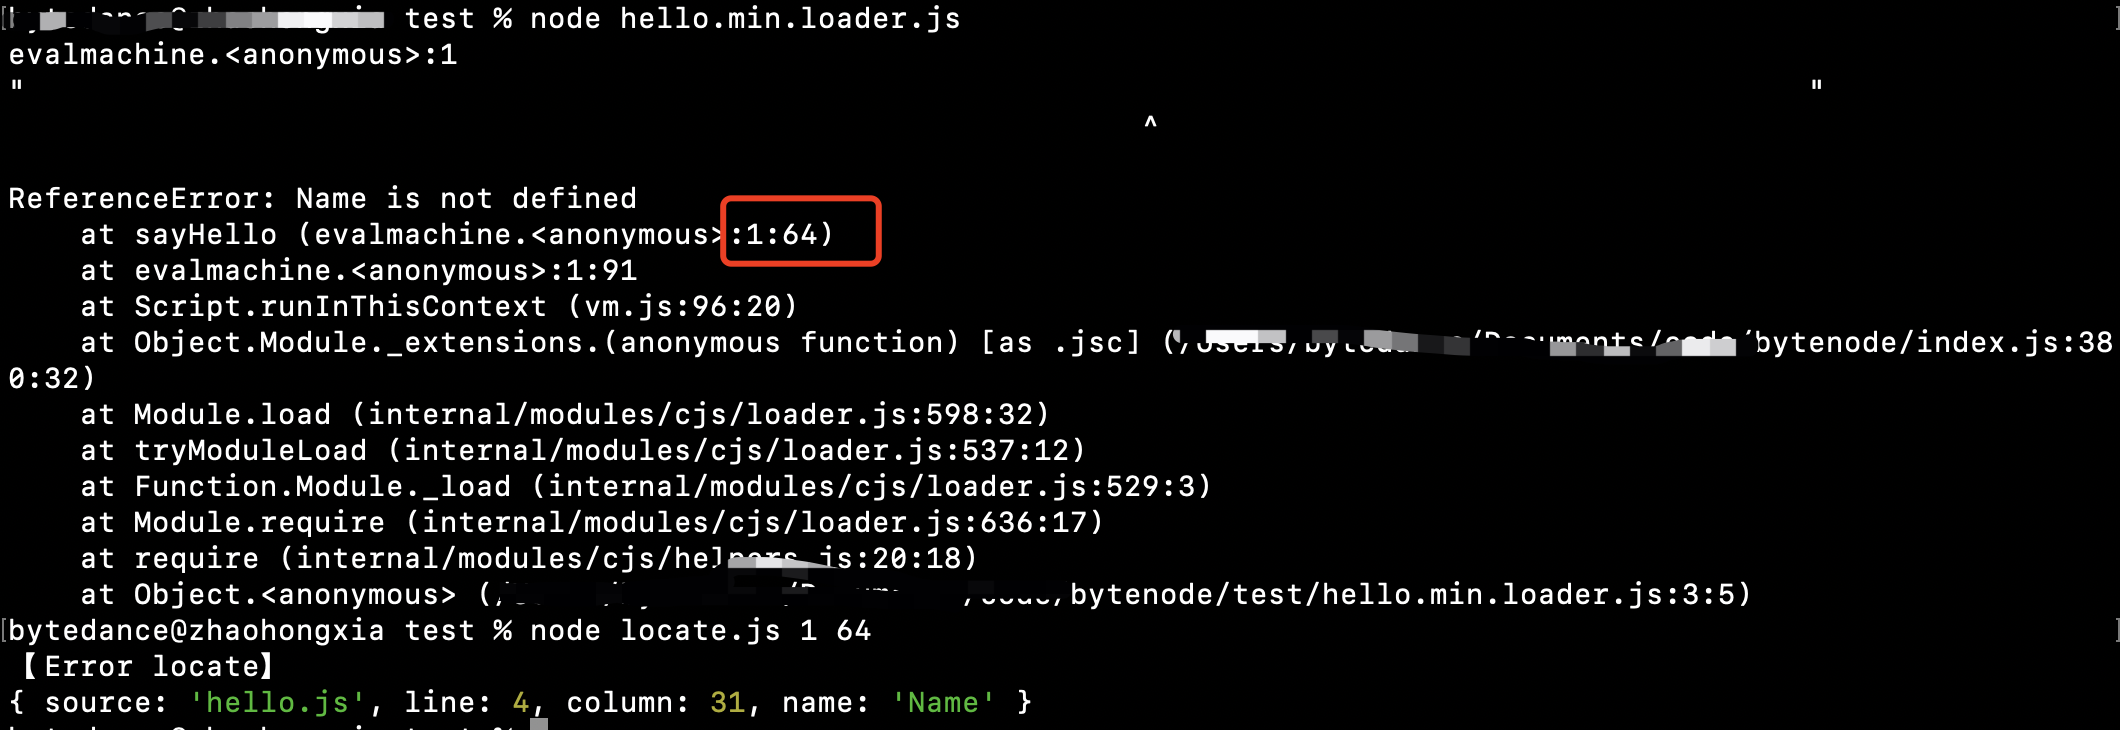 test % node hello.min.loader.js
evalmachine.<anonymous>:1
" "
^
ReferenceError: Name is not defined
at sayHello (evalmachine.<anonymous>:1:64)
at evalmachine.<anonymous>:1:91
at Script.runInThisContext (vm.js:96:20)
at Object.Module._extensions.(anonymous function) [as .jsc] ( bytenode/index.js:38
0:32)
at Module.load (internal/modules/cjs/loader.js:598:32)
at tryModuleLoad (internal/modules/cjs/loader.js:537:12)
at Function.Module._load (internal/modules/cjs/loader.js:529:3)
at Module.require (internal/modules/cjs/loader.js:636:17)
at require (internal/modules/cjs/helpers.js:20:18)
at Object.<anonymous> ( bytenode/test/hello.min.loader.js:3:5)
bytedance@zhaohongxia test % node locate.js 1 64
【Error locate】
{ source: 'hello.js', line: 4, column: 31, name: 'Name' }